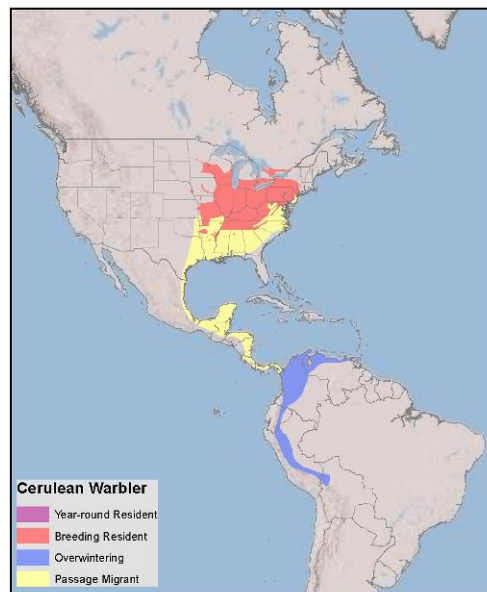 Cerulean Warbler
Year-round Resident
Breeding Resident
Overwintering
Passage Migrant